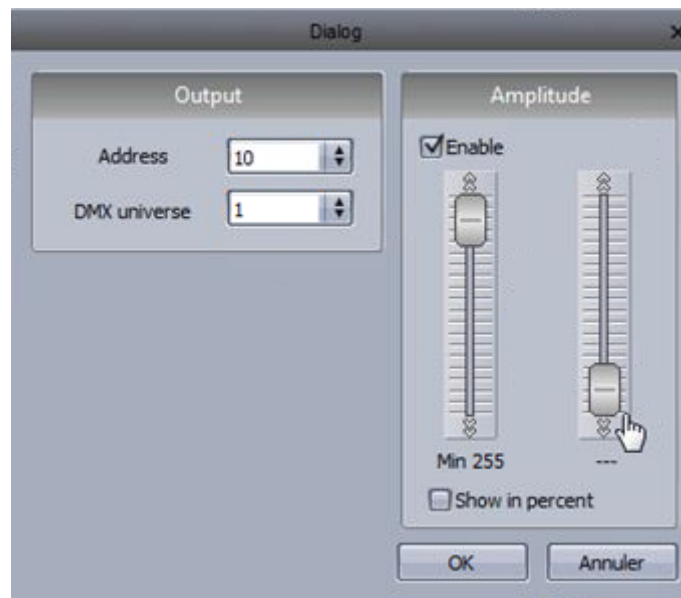 Dialog
Output
Address 10
DMX universe 1
Amplitude
Enable
Min 255 ---
Show in percent
OK Annuler